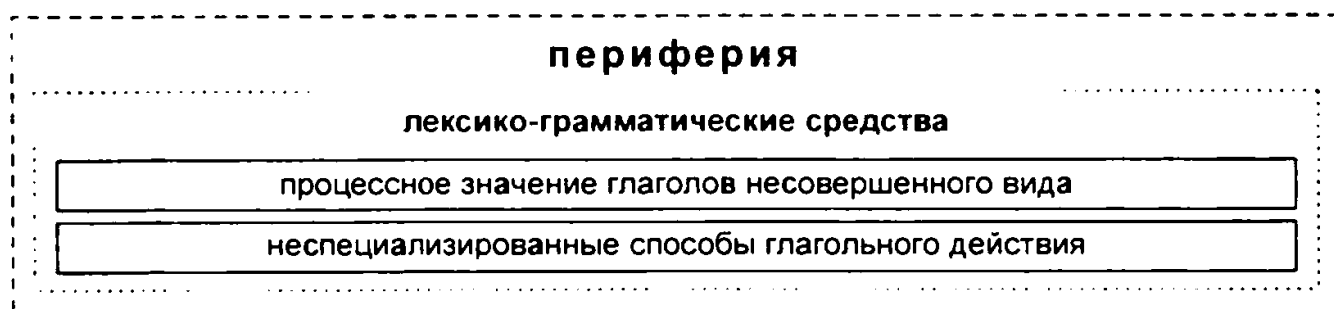 периферия
лексико-грамматические средства
процессное значение глаголов несовершенного вида
неспециализированные способы глагольного действия